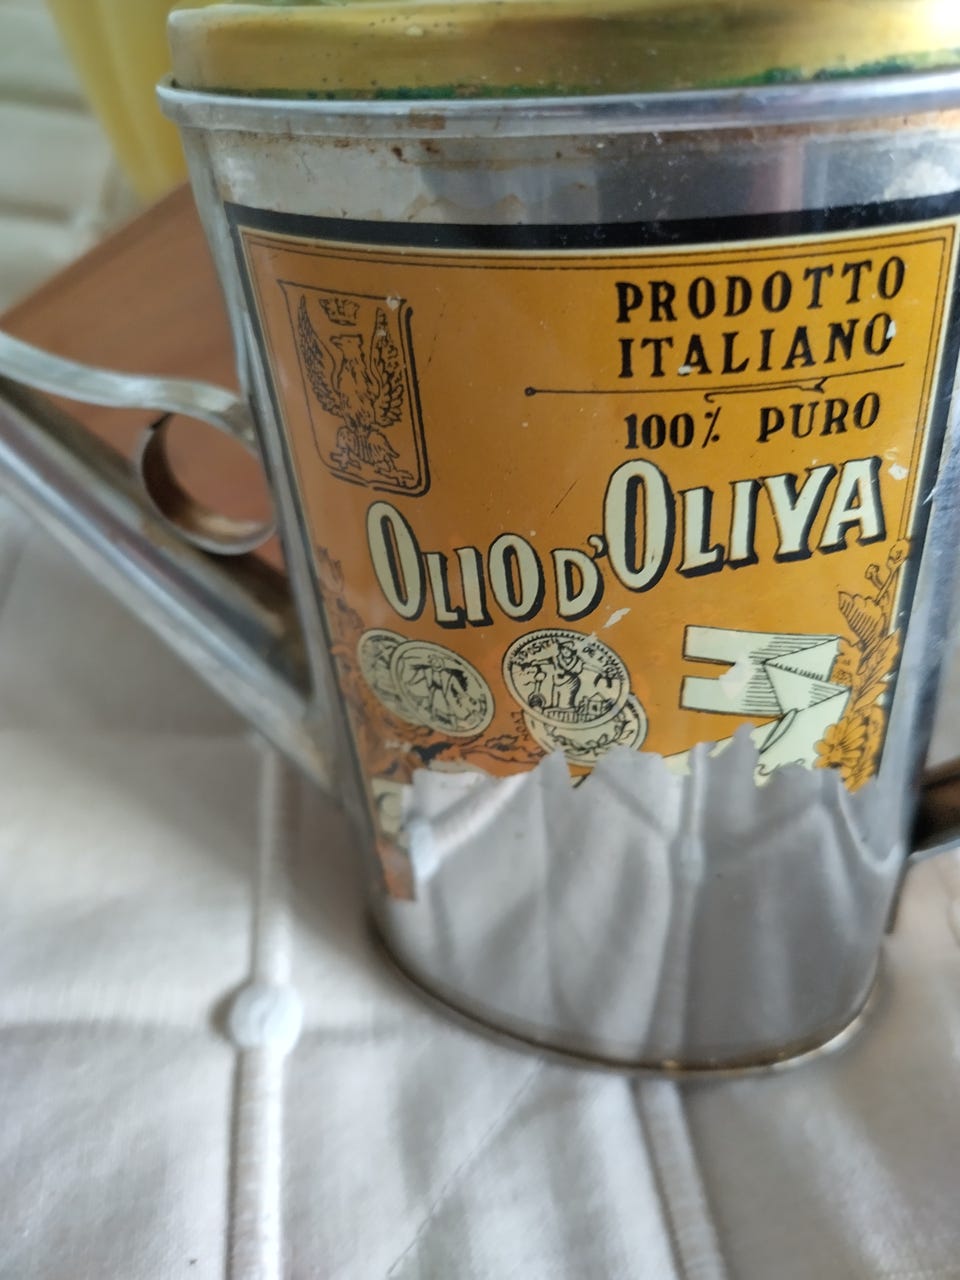 PRODOTTO
ITALIANO
100% PURO
OLIO D'OLIVA